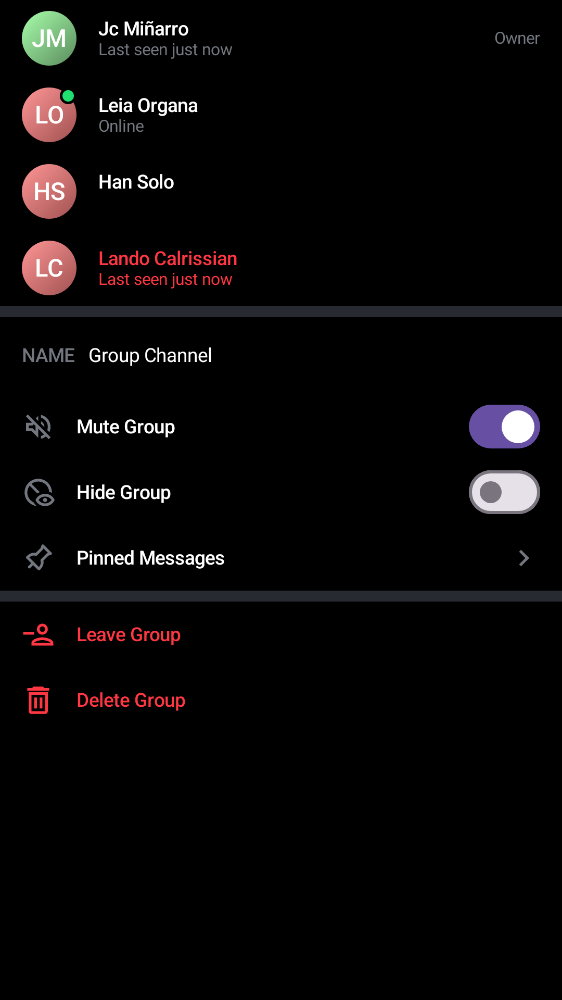 JM
Jc Miñarro
Last seen just now
Owner
LO
Leia Organa
Online
HS
Han Solo
LC
Lando Calrissian
Last seen just now
NAME Group Channel
Mute Group
Hide Group
Pinned Messages
Leave Group
Delete Group